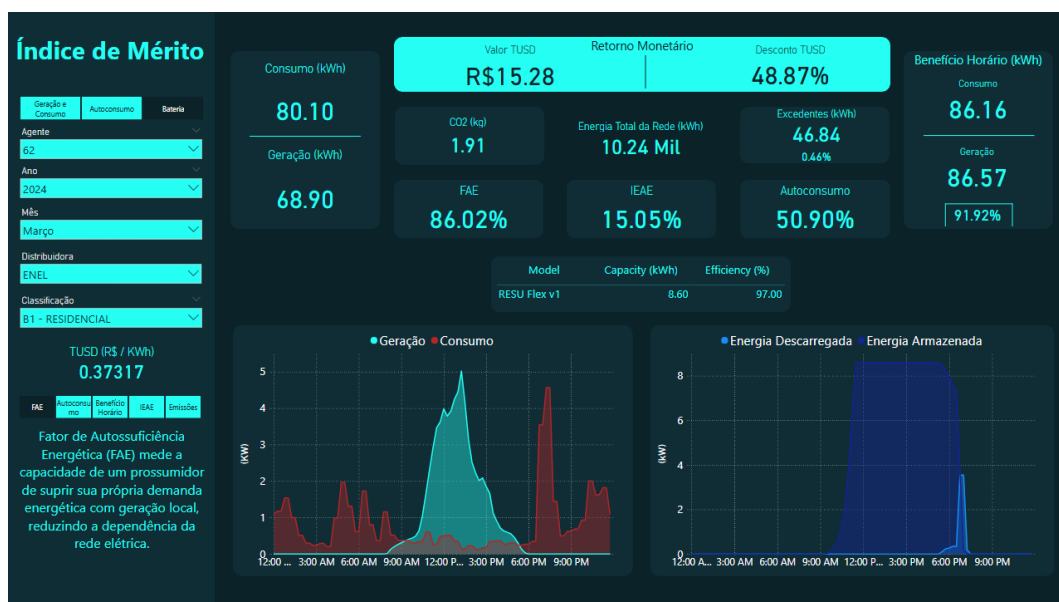 Índice de Mérito
Geração e
Consumo
Autoconsumo
Bateria
Agente
62
Ano
2024
Mês
Março
Distribuidora
ENEL
Classificação
B1 - RESIDENCIAL
TUSD (R$ / KWh)
0.37317
FAE
Autoconsu
mo
Benefício
Horário
IEAE
Emissões
Fator de Autossuficiência
Energética (FAE) mede a
capacidade de um prossumidor
de suprir sua própria demanda
energética com geração local,
reduzindo a dependência da
rede elétrica.
Consumo (kWh)
80.10
Geração (kWh)
68.90
Retorno Monetário
Valor TUSD
R$15.28
Desconto TUSD
48.87%
CO2 (kg)
1.91
Energia Total da Rede (kWh)
10.24 Mil
Excedentes (kWh)
46.84
0.46%
FAE
86.02%
IEAE
15.05%
Autoconsumo
50.90%
Benefício Horário (kWh)
Consumo
86.16
Geração
86.57
91.92%
Model Capacity (kWh) Efficiency (%)
RESU Flex v1 8.60 97.00
Geração Consumo
(KW)
5
4
3
2
1
0
12:00 ... 3:00 AM 6:00 AM 9:00 AM 12:00 P... 3:00 PM 6:00 PM 9:00 PM
Energia Descarregada Energia Armazenada
(kW)
8
6
4
2
0
12:00 A... 3:00 AM 6:00 AM 9:00 AM 12:00 P... 3:00 PM 6:00 PM 9:00 PM